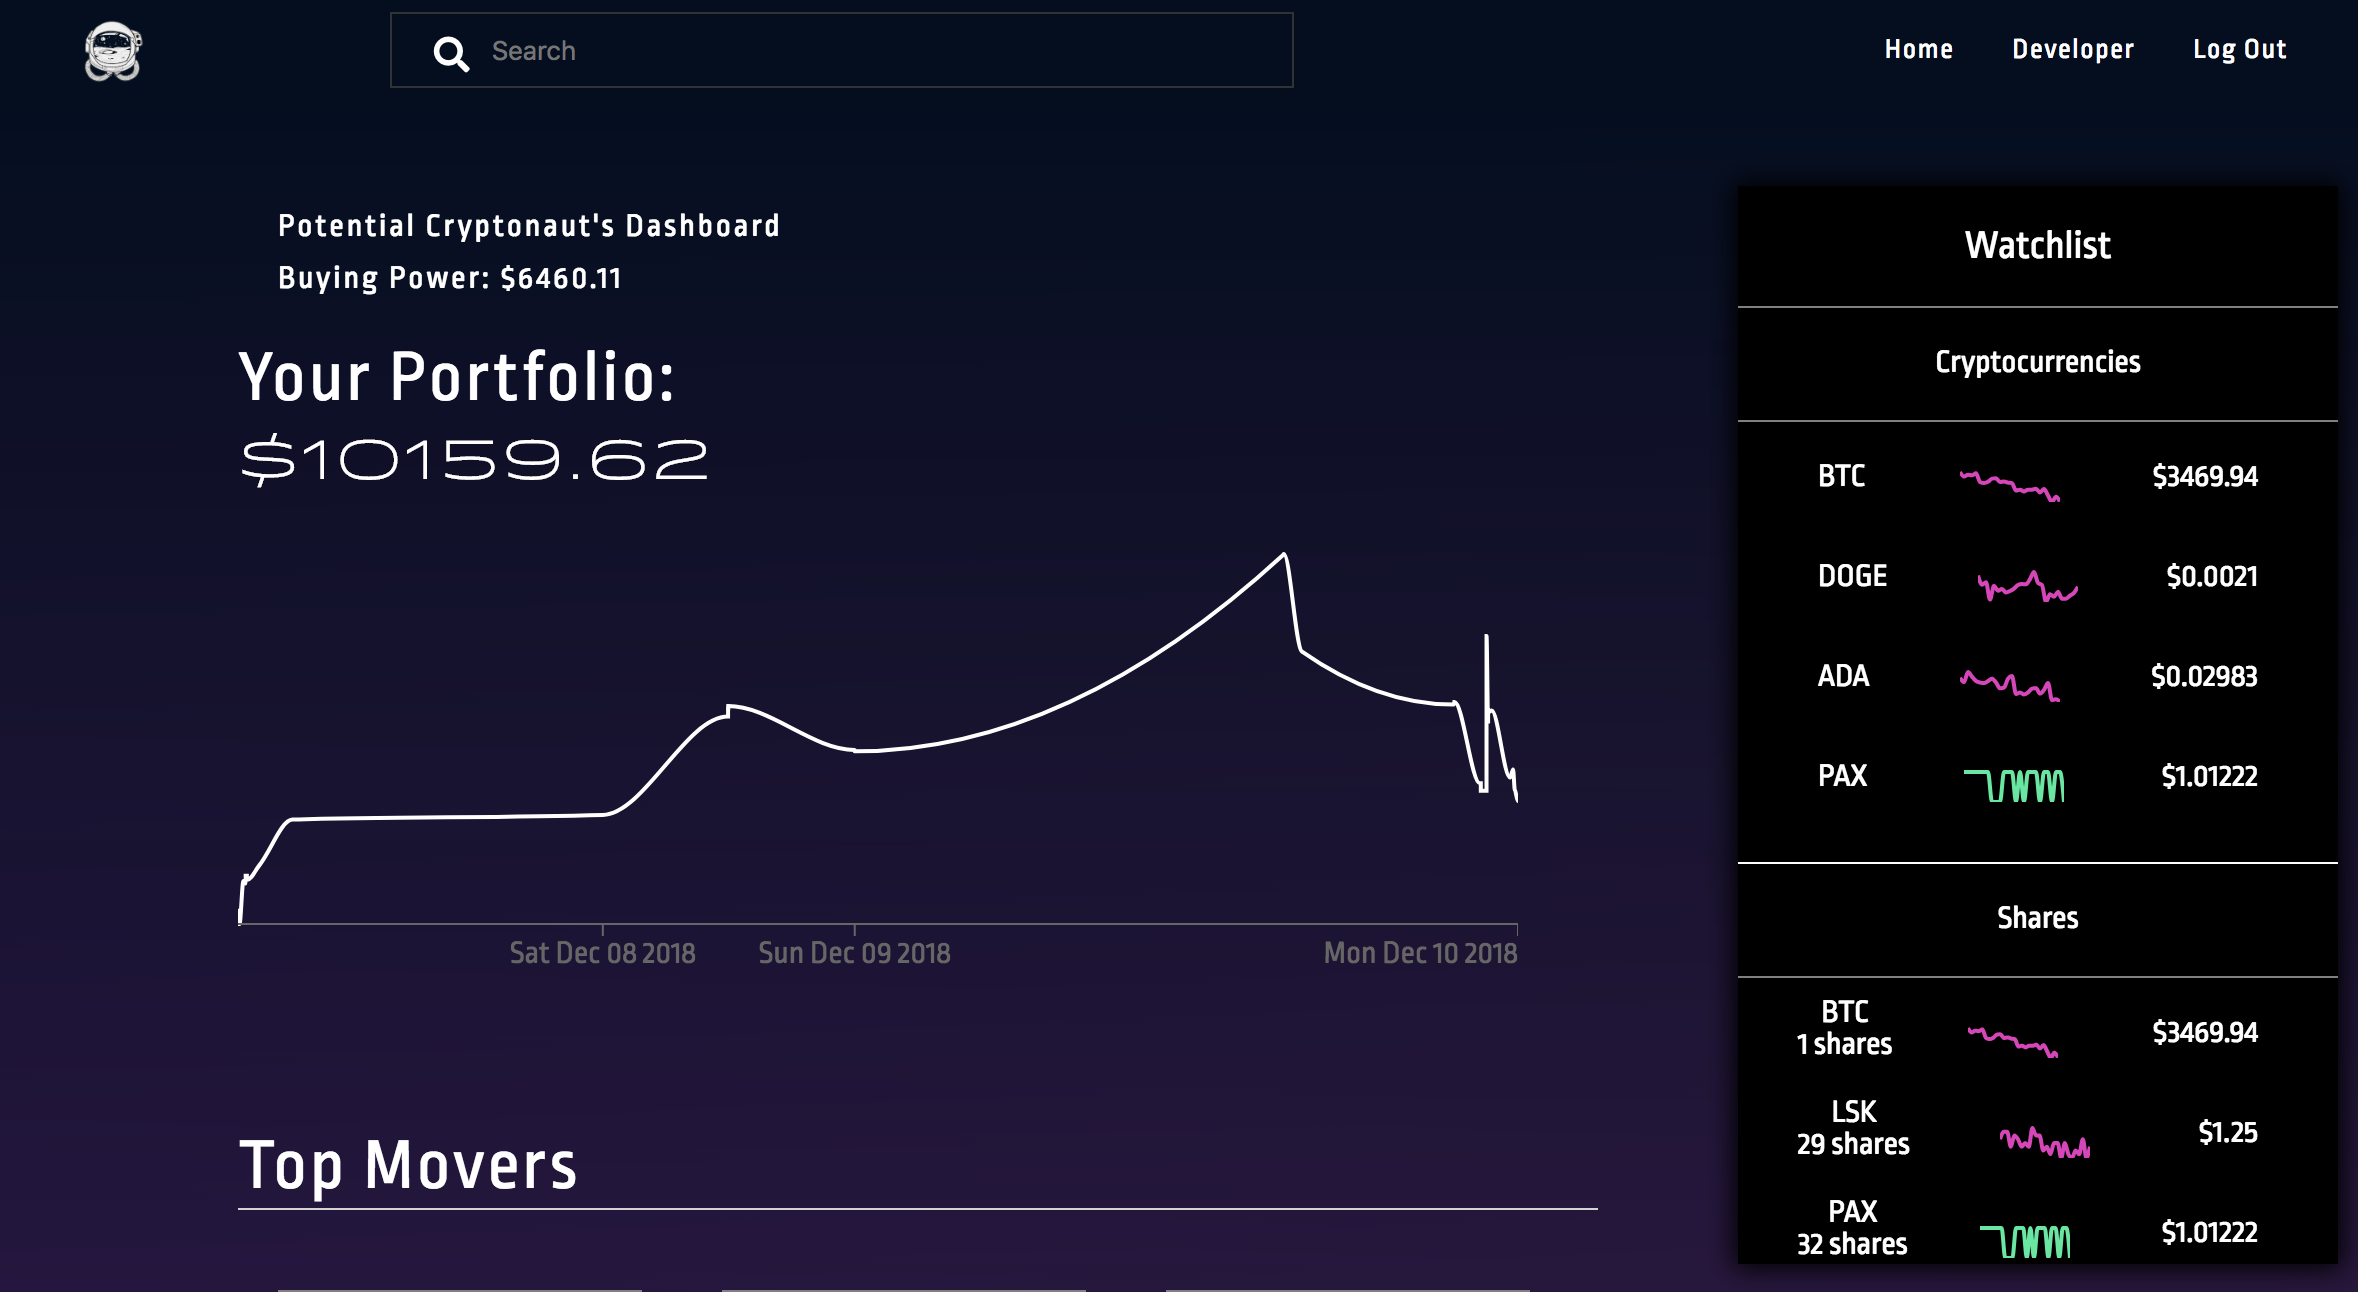 Search
Home
Developer
Log Out
Potential Cryptonaut's Dashboard
Buying Power: $6460.11
Your Portfolio:
$10159.62
Sat Dec 08 2018
Sun Dec 09 2018
Mon Dec 10 2018
Top Movers
Watchlist
Cryptocurrencies
BTC $3469.94
DOGE $0.0021
ADA $0.02983
PAX $1.01222
Shares
BTC
1 shares
$3469.94
LSK
29 shares
$1.25
PAX
32 shares
$1.01222